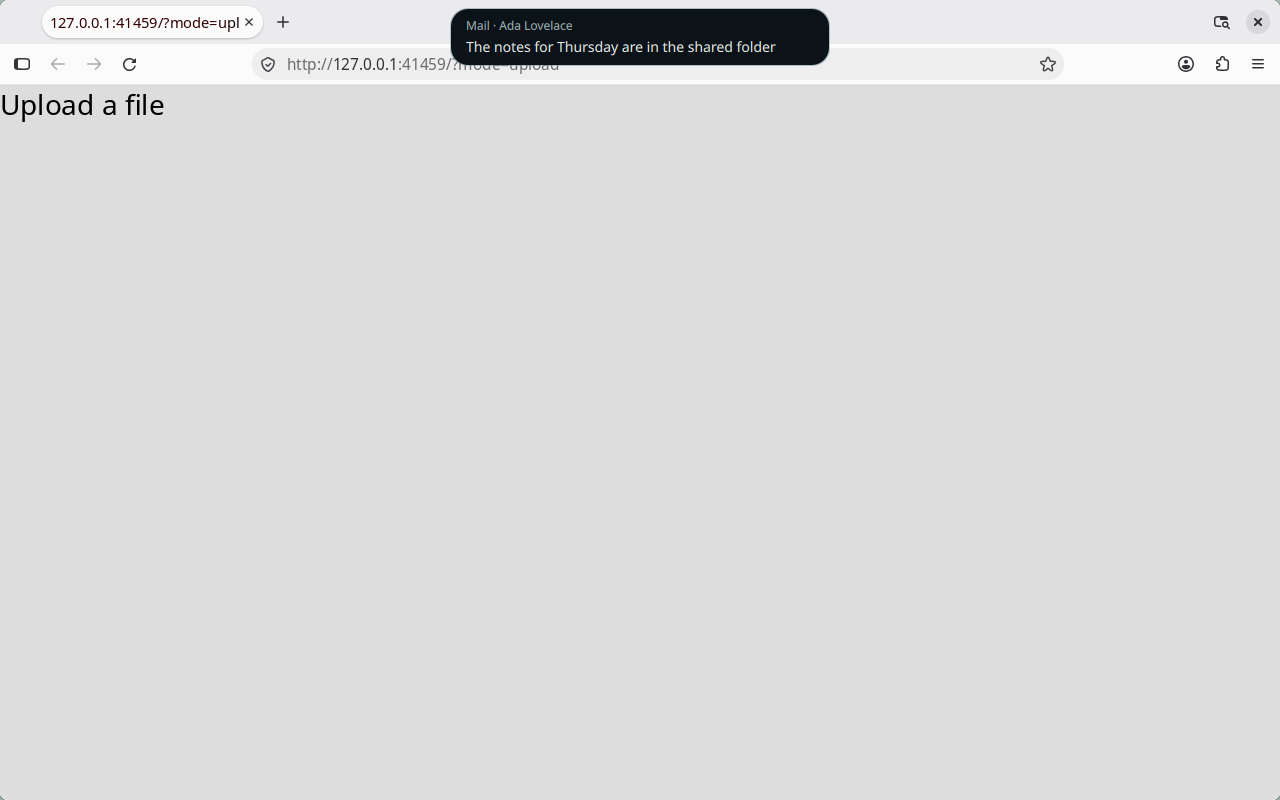 127.0.0.1:41459/?mode=upl
Mail · Ada Lovelace
The notes for Thursday are in the shared folder
http://127.0.0.1:41459/?mode=upload
Upload a file